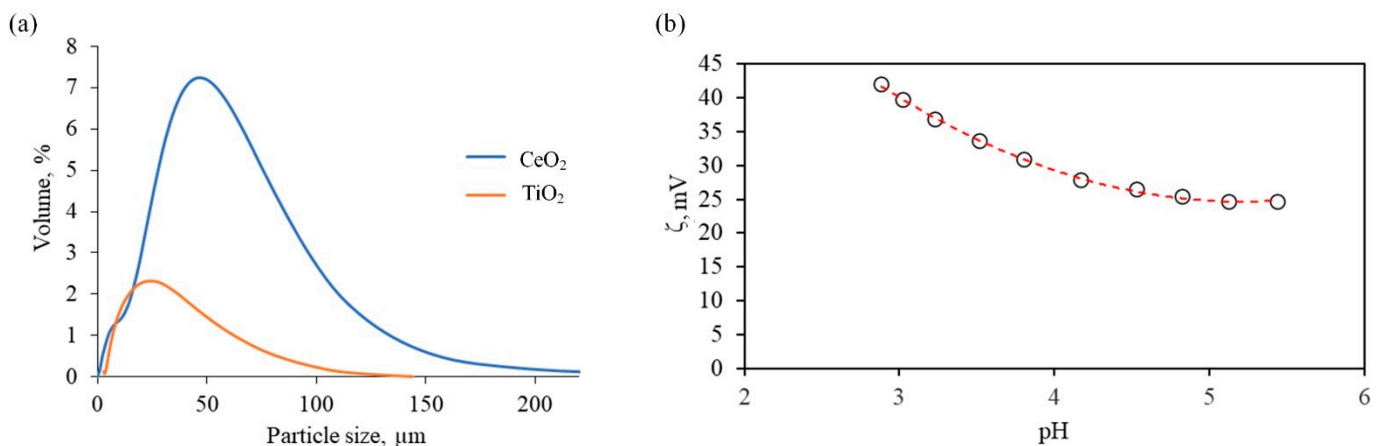 (a)
8
7
6
5
4
3
2
1
0
Volume, %
0 50 100 150 200
Particle size, µm
CeO₂
TiO₂
(b)
45
40
35
30
25
20
15
10
5
0
ζ, mV
2 3 4 5 6
pH